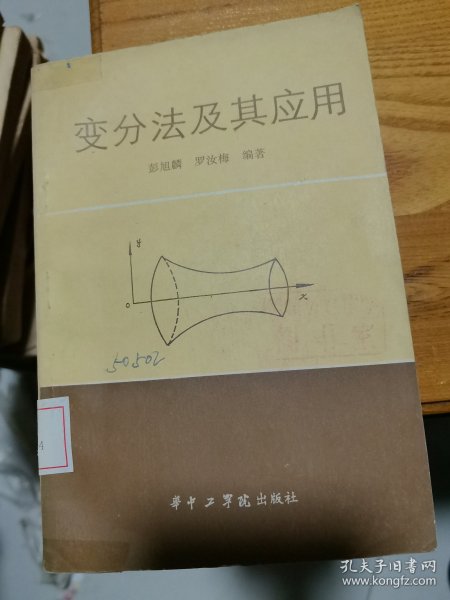 变分法及其应用
彭旭麟 罗汝梅 编著
y
o
x
50502
4
华中工学院出版社
孔夫子旧书网
www.kongfz.com